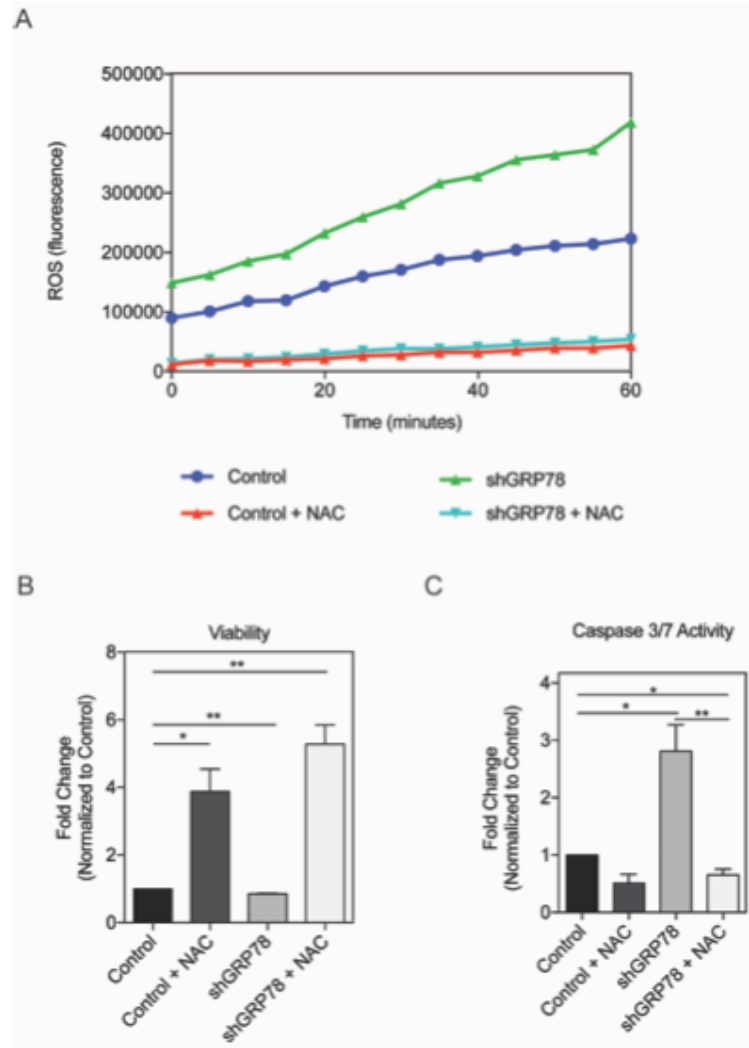 A
500000
400000
300000
200000
100000
0
ROS (fluorescence)
0 20 40 60
Time (minutes)
Control shGRP78
Control + NAC shGRP78 + NAC
B
Viability
8
6
4
2
0
Fold Change
(Normalized to Control)
**
**
*
Control
Control + NAC
shGRP78
shGRP78 + NAC
C
Caspase 3/7 Activity
4
3
2
1
0
Fold Change
(Normalized to Control)
*
*
**
Control
Control + NAC
shGRP78
shGRP78 + NAC